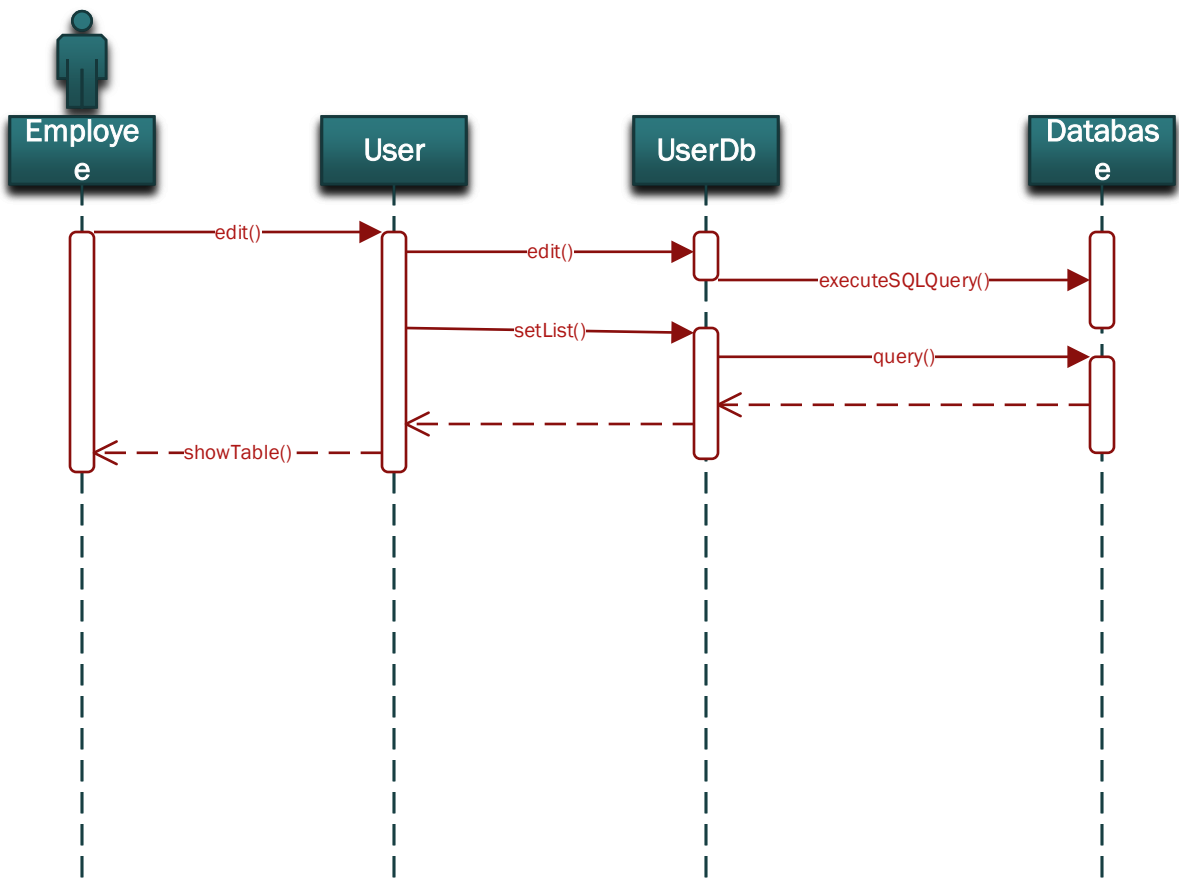 Employe
e
User
UserDb
Databas
e
edit()
edit()
executeSQLQuery()
setList()
query()
showTable()